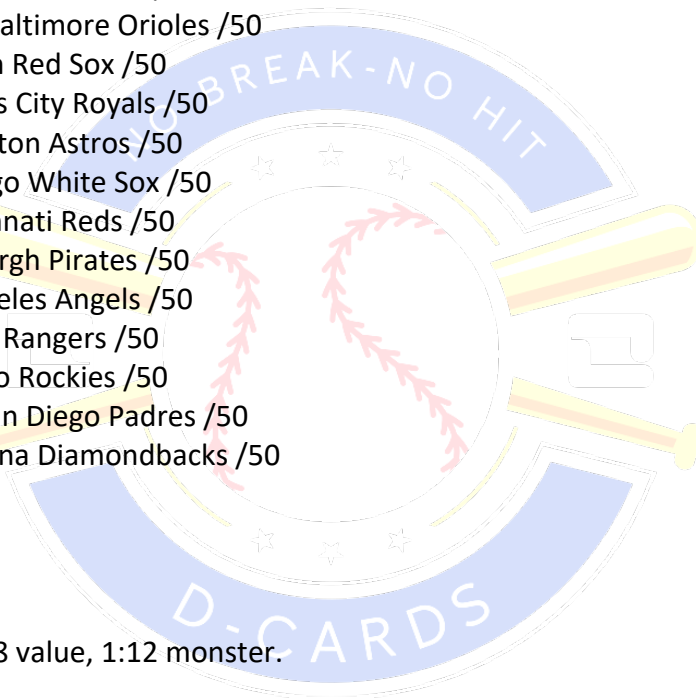 altimore Orioles /50
Red Sox /50
s City Royals /50
ton Astros /50
go White Sox /50
nati Reds /50
rgh Pirates /50
eles Angels /50
Rangers /50
o Rockies /50
n Diego Padres /50
na Diamondbacks /50
NO BREAK-NO HIT
D-CARDS
8 value, 1:12 monster.